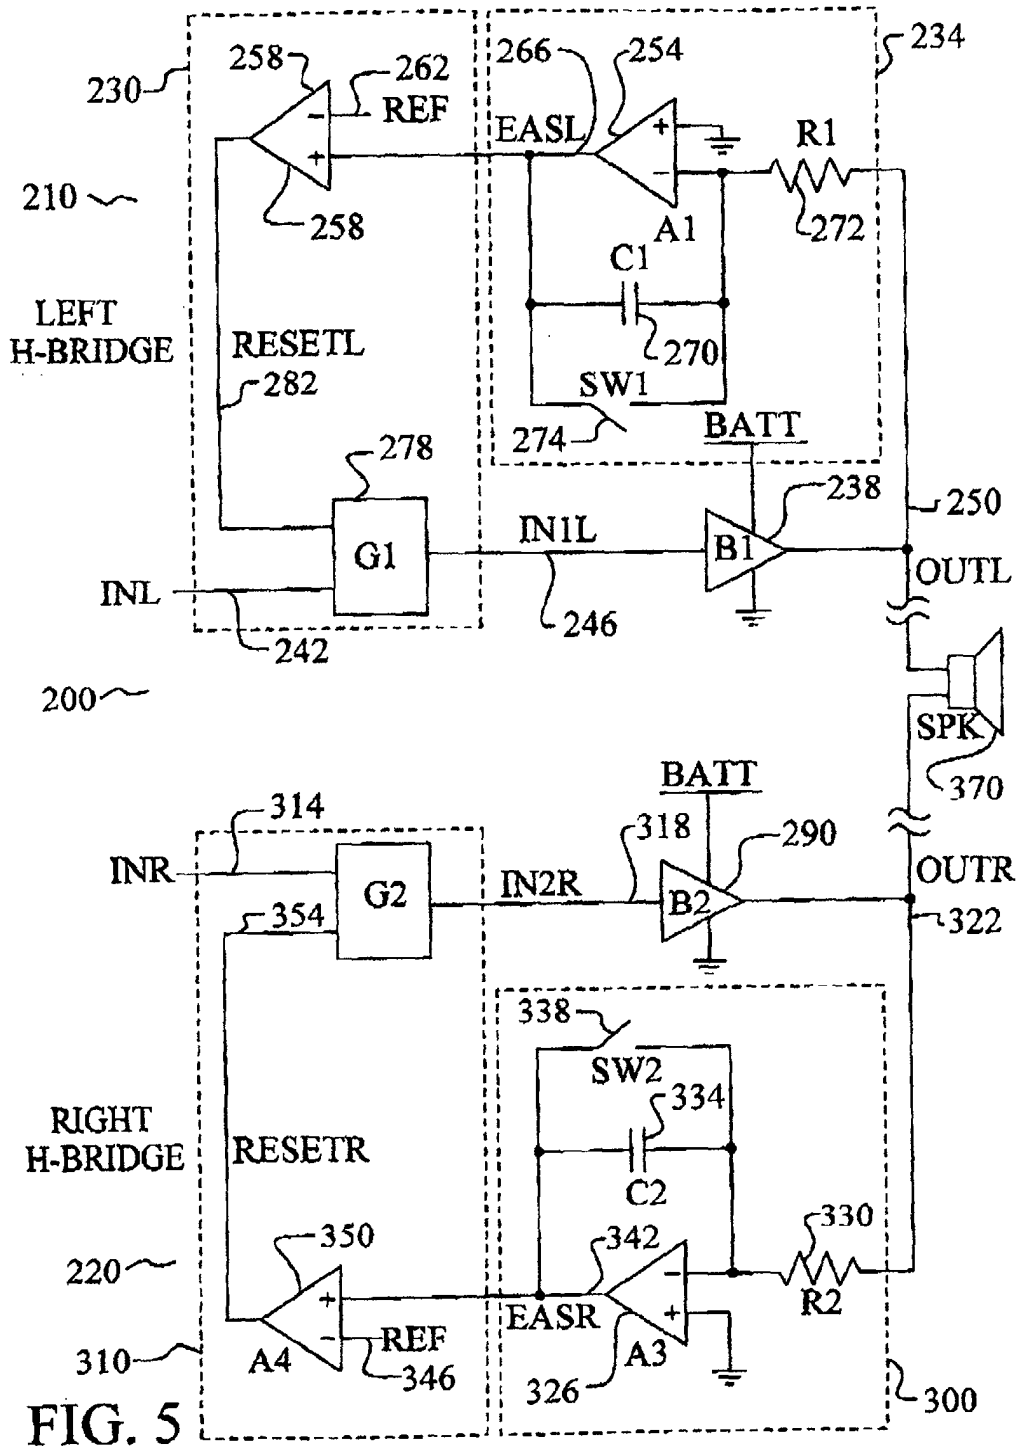 258
262
266
254
234
230
REF
EASL
R1
−
+
+
−
210
258
A1
272
C1
LEFT
H-BRIDGE
RESETL
270
282
SW1
274
BATT
278
238
250
IN1L
G1
B1
OUTL
INL
246
242
200
SPK
370
BATT
314
318
290
INR
G2
IN2R
B2
OUTR
354
322
338
SW2
334
RIGHT
H-BRIDGE
RESETR
C2
350
342
330
220
−
+
EASR
R2
+
−
REF
A4
346
A3
310
326
300
FIG. 5